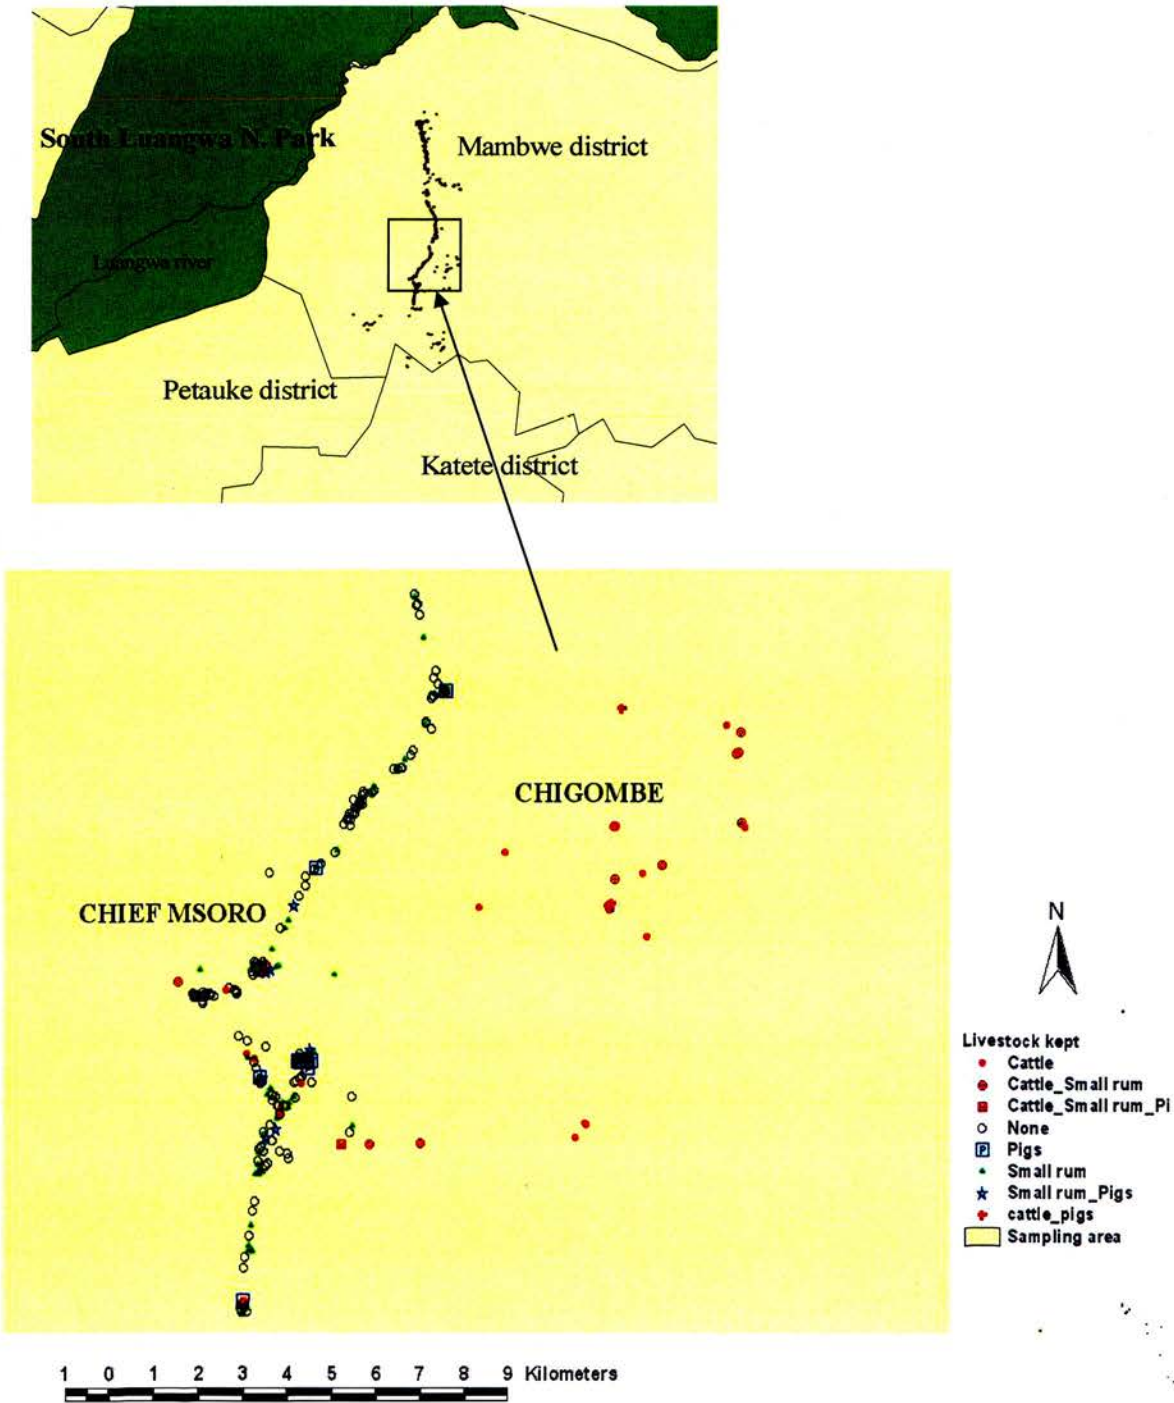 South Luangwa N. Park
Mambwe district
Luangwa river
Petauke district
Katete district
CHIGOMBE
CHIEF MSORO
N
Livestock kept
Cattle
Cattle_Small rum
Cattle_Small rum_Pi
None
P Pigs
Small rum
Small rum_Pigs
cattle_pigs
Sampling area
1 0 1 2 3 4 5 6 7 8 9 Kilometers